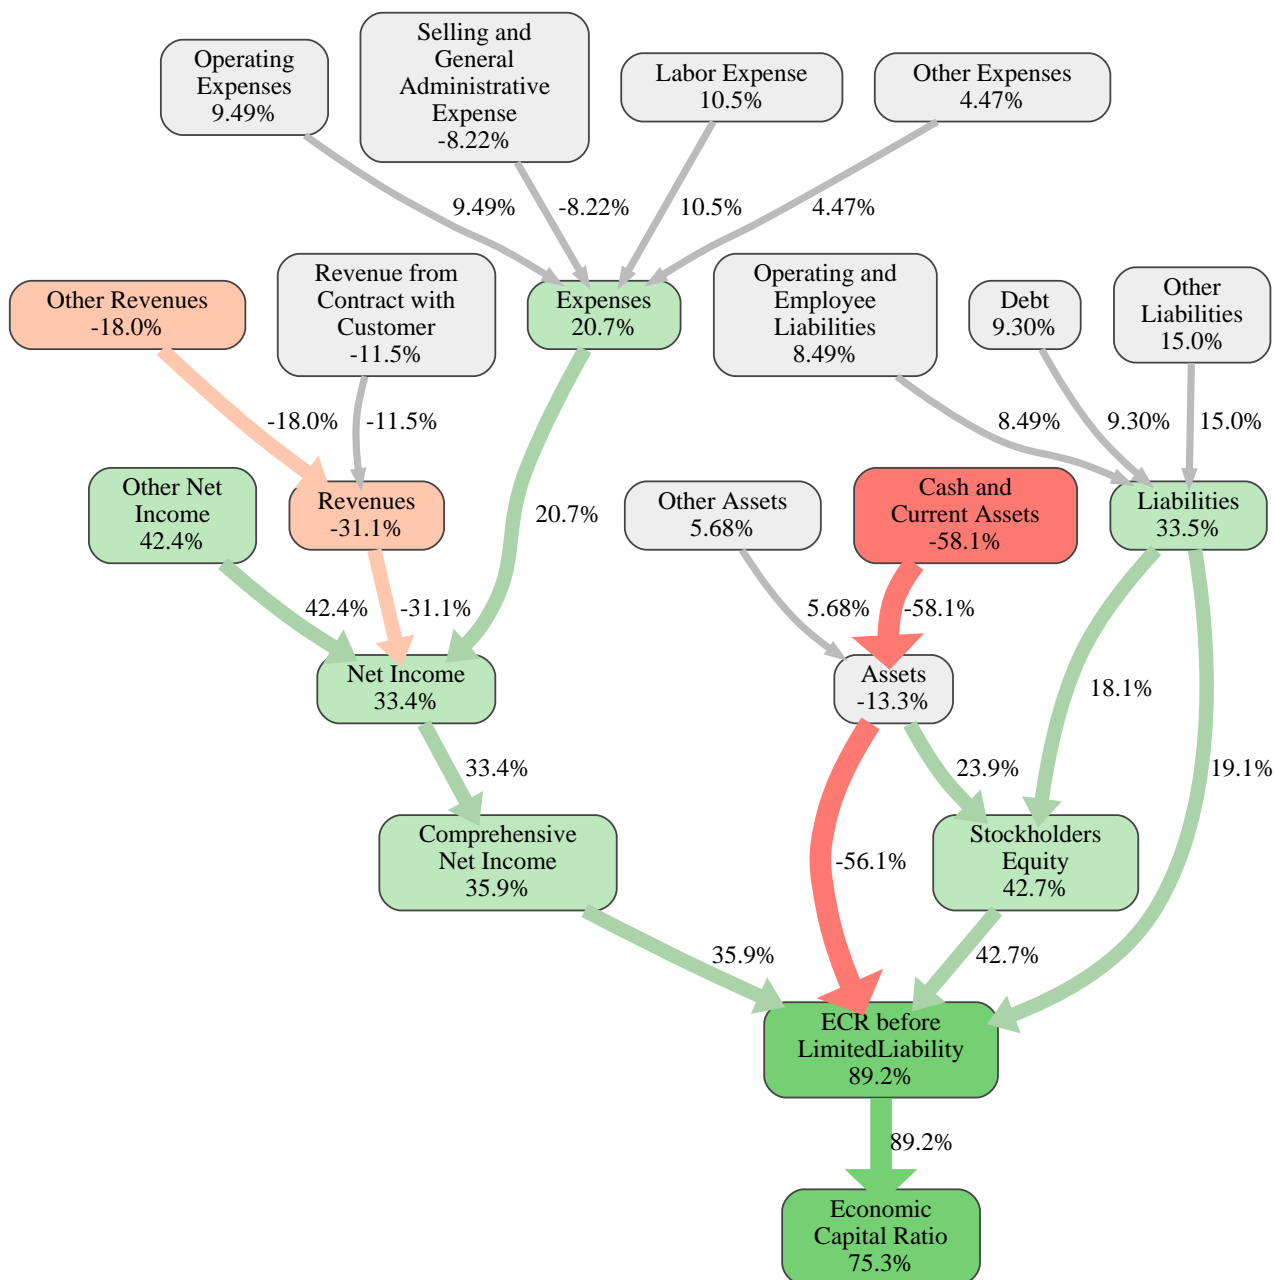 Operating
Expenses
9.49%
Selling and
General
Administrative
Expense
-8.22%
Labor Expense
10.5%
Other Expenses
4.47%
9.49%
-8.22%
10.5%
4.47%
Other Revenues
-18.0%
Revenue from
Contract with
Customer
-11.5%
Expenses
20.7%
Operating and
Employee
Liabilities
8.49%
Debt
9.30%
Other
Liabilities
15.0%
-18.0%
-11.5%
8.49%
9.30%
15.0%
Other Net
Income
42.4%
Revenues
-31.1%
20.7%
Other Assets
5.68%
Cash and
Current Assets
-58.1%
Liabilities
33.5%
42.4%
-31.1%
5.68%
-58.1%
Net Income
33.4%
Assets
-13.3%
18.1%
33.4%
23.9%
19.1%
Comprehensive
Net Income
35.9%
-56.1%
Stockholders
Equity
42.7%
35.9%
42.7%
ECR before
LimitedLiability
89.2%
89.2%
Economic
Capital Ratio
75.3%